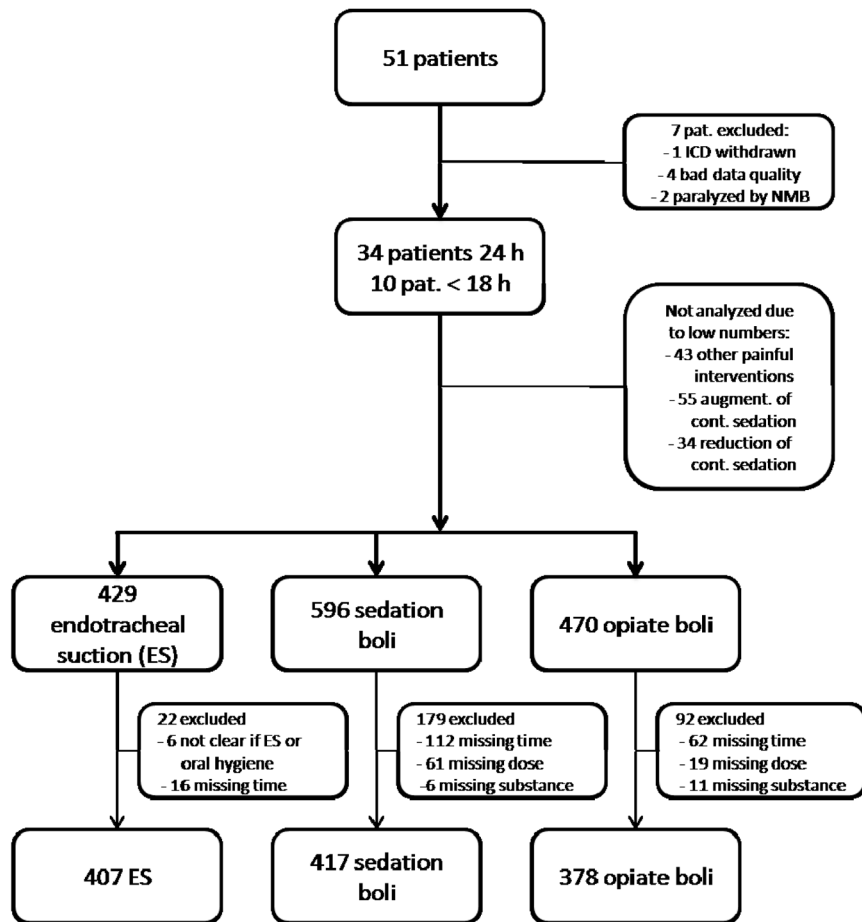 51 patients
7 pat. excluded:
- 1 ICD withdrawn
- 4 bad data quality
- 2 paralyzed by NMB
34 patients 24 h
10 pat. < 18 h
Not analyzed due
to low numbers:
- 43 other painful
interventions
- 55 augment. of
cont. sedation
- 34 reduction of
cont. sedation
429
endotracheal
suction (ES)
596 sedation
boli
470 opiate boli
22 excluded
- 6 not clear if ES or
oral hygiene
- 16 missing time
179 excluded
- 112 missing time
- 61 missing dose
-6 missing substance
92 excluded
- 62 missing time
- 19 missing dose
- 11 missing substance
407 ES
417 sedation
boli
378 opiate boli